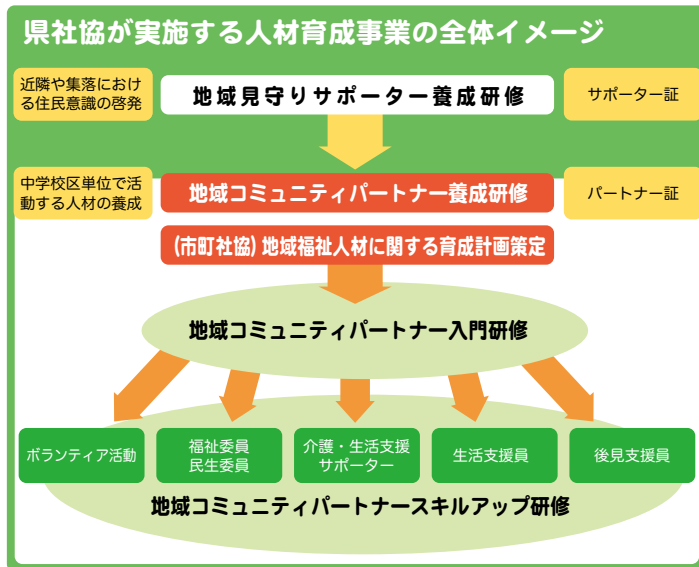 県社協が実施する人材育成事業の全体イメージ
近隣や集落におけ
る住民意識の啓発
地域見守りサポーター養成研修
サポーター証
中学校区単位で活
動する人材の養成
地域コミュニティパートナー養成研修
パートナー証
(市町社協)地域福祉人材に関する育成計画策定
地域コミュニティパートナー入門研修
ボランティア活動
福祉委員
民生委員
介護・生活支援
サポーター
生活支援員
後見支援員
地域コミュニティパートナースキルアップ研修